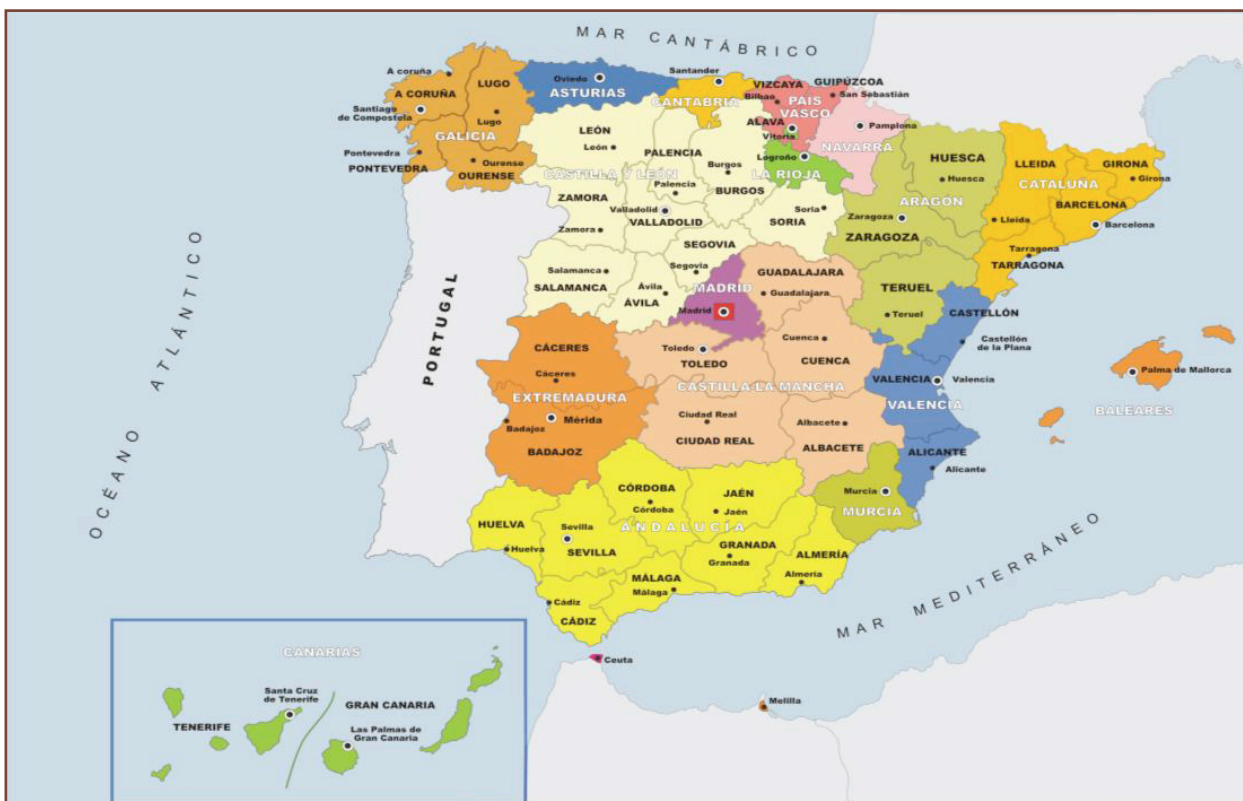 MAR CANTÁBRICO
A coruña
A CORUÑA
LUGO
Santiago
de Compostela
Lugo
GALICIA
Pontevedra
PONTEVEDRA
Ourense
OURENSE
Oviedo
ASTURIAS
Santander
CANTABRIA
VIZCAYA
Bilbao
GUIPÚZCOA
San Sebastián
PAIS
VASCO
ALAVA
Vitoria
Pamplona
NAVARRA
Logroño
LA RIOJA
LEÓN
León
PALENCIA
Palencia
Burgos
BURGOS
CASTILLA Y LEÓN
ZAMORA
Zamora
Valladolid
VALLADOLID
Soria
SORIA
SEGOVIA
Segovia
Salamanca
SALAMANCA
Ávila
ÁVILA
HUESCA
Huesca
ARAGÓN
Zaragoza
ZARAGOZA
TERUEL
Teruel
LLEIDA
Lleida
GIRONA
Girona
CATALUÑA
BARCELONA
Barcelona
Tarragona
TARRAGONA
MADRID
Madrid
GUADALAJARA
Guadalajara
Toledo
TOLEDO
Cuenca
CUENCA
CASTILLA-LA MANCHA
Ciudad Real
CIUDAD REAL
Albacete
ALBACETE
CASTELLÓN
Castellón
de la Plana
VALENCIA
Valencia
VALENCIA
ALICANTE
Alicante
Palma de Mallorca
BALEARES
OCÉANO ATLÁNTICO
PORTUGAL
CÁCERES
Cáceres
EXTREMADURA
Mérida
Badajoz
BADAJOZ
Murcia
MURCIA
CÓRDOBA
Córdoba
JAÉN
Jaén
ANDALUCÍA
HUELVA
Huelva
Sevilla
SEVILLA
GRANADA
Granada
ALMERÍA
Almería
MÁLAGA
Málaga
Cádiz
CÁDIZ
MAR MEDITERRÁNEO
Ceuta
Melilla
CANARIAS
Santa Cruz
de Tenerife
TENERIFE
GRAN CANARIA
Las Palmas de
Gran Canaria